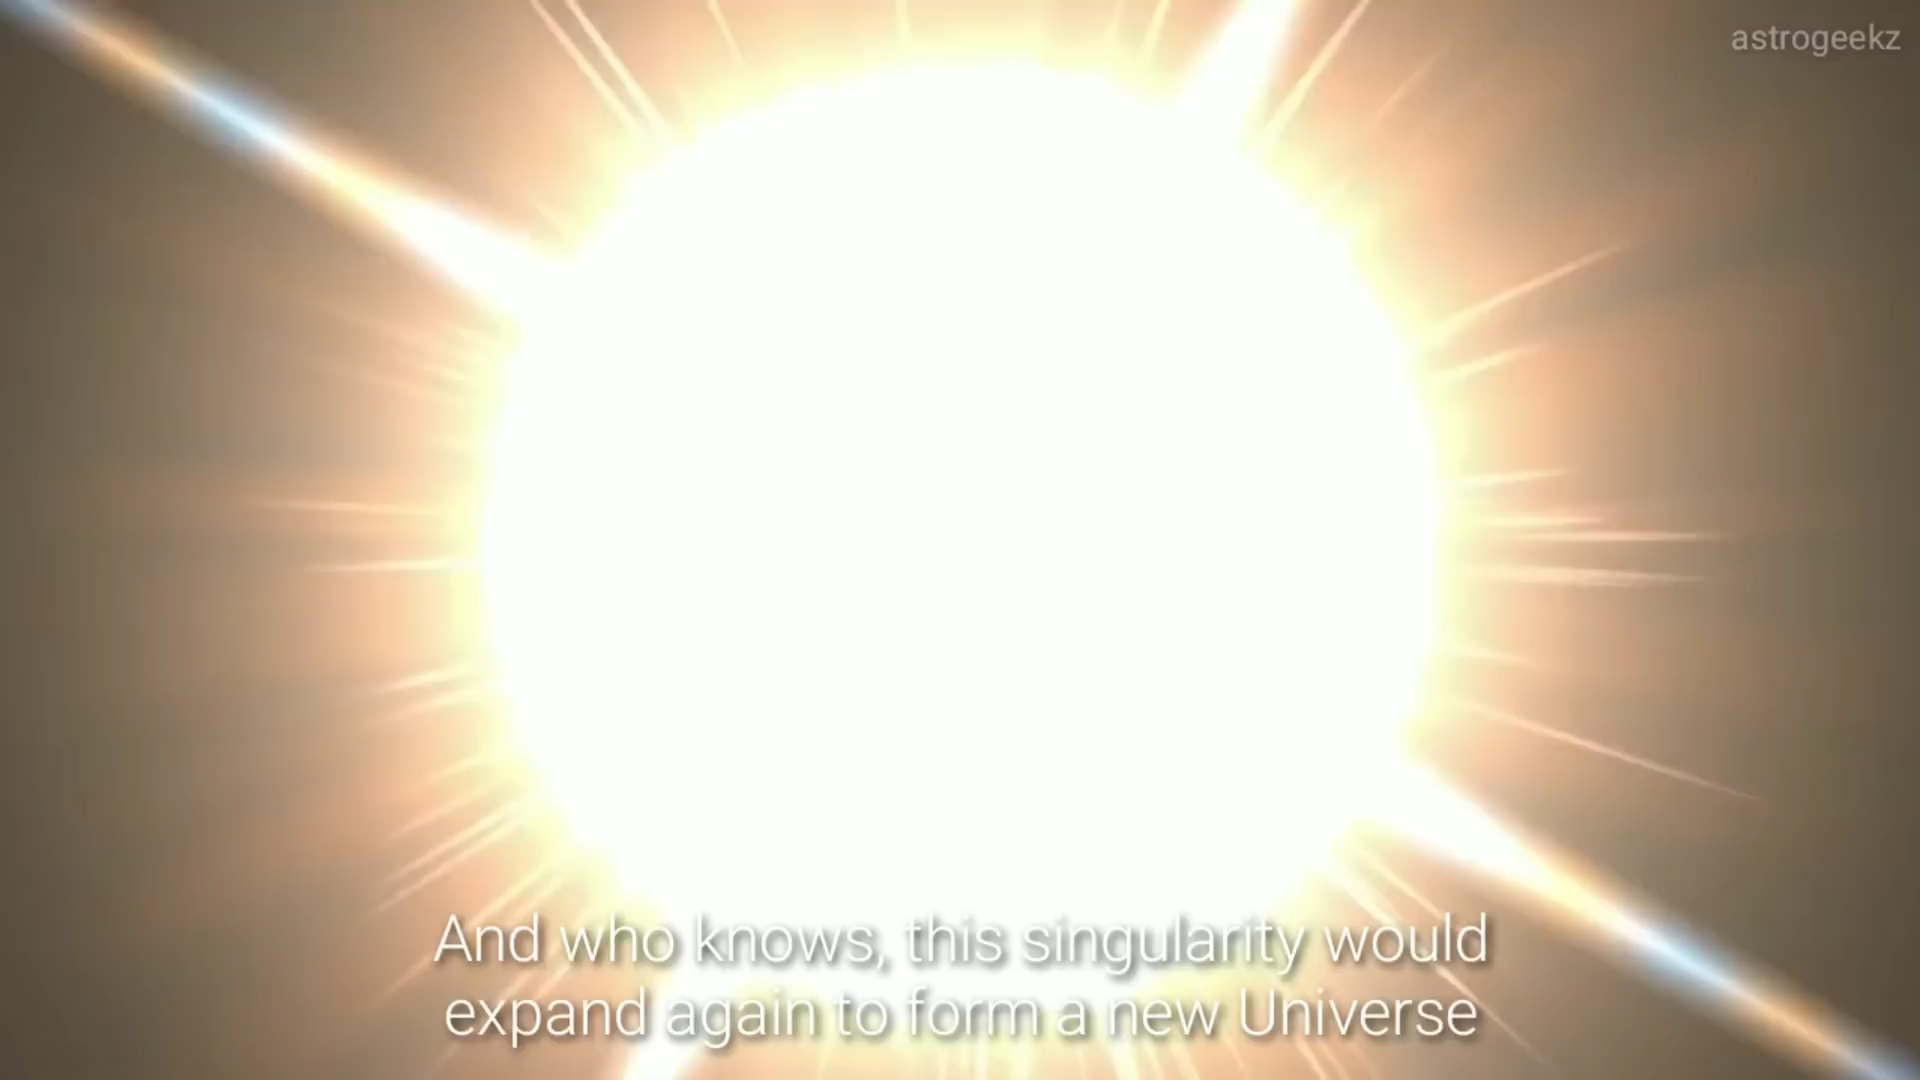 astrogeekz
And who knows, this singularity would
expand again to form a new Universe